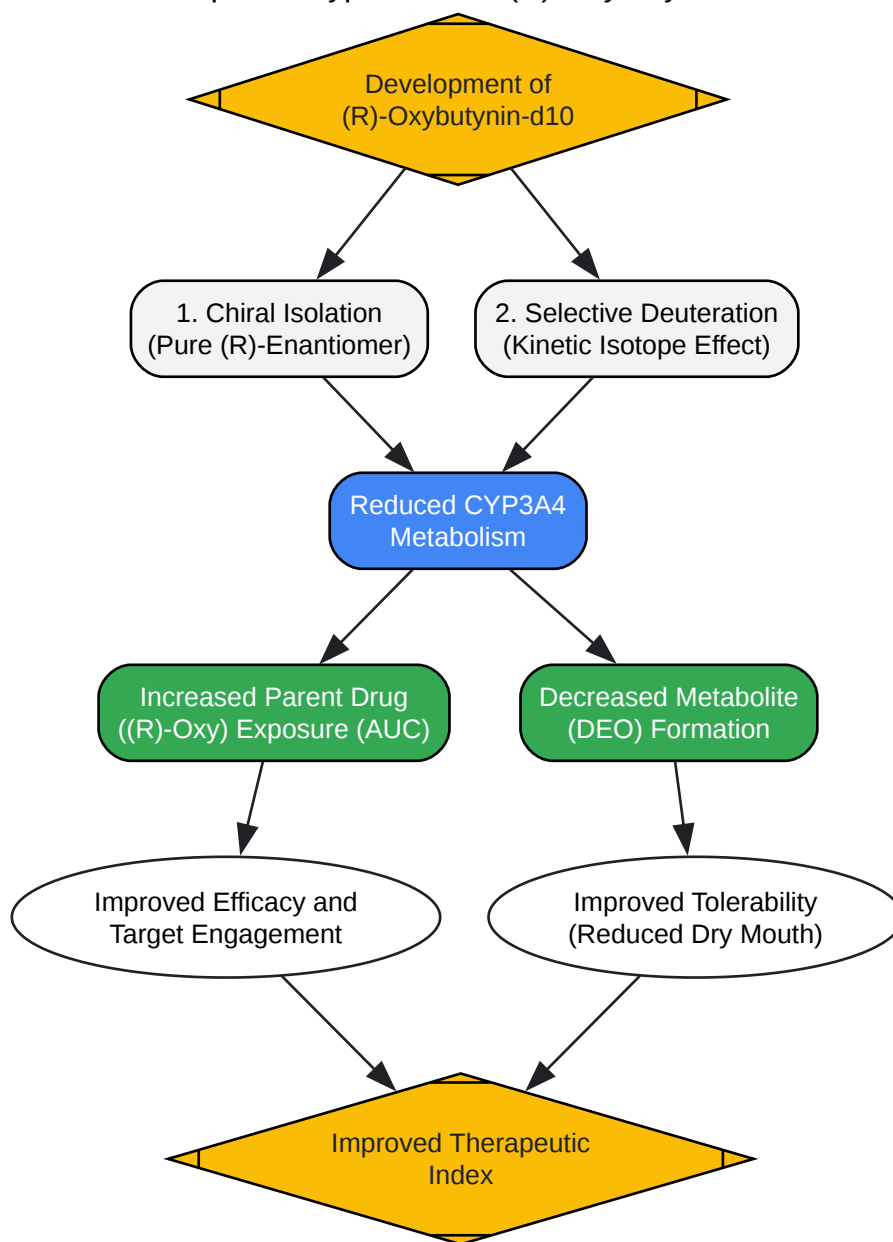 Development of
(R)-Oxybutynin-d10
1. Chiral Isolation
(Pure (R)-Enantiomer)
2. Selective Deuteration
(Kinetic Isotope Effect)
Reduced CYP3A4
Metabolism
Increased Parent Drug
((R)-Oxy) Exposure (AUC)
Decreased Metabolite
(DEO) Formation
Improved Efficacy and
Target Engagement
Improved Tolerability
(Reduced Dry Mouth)
Improved Therapeutic
Index